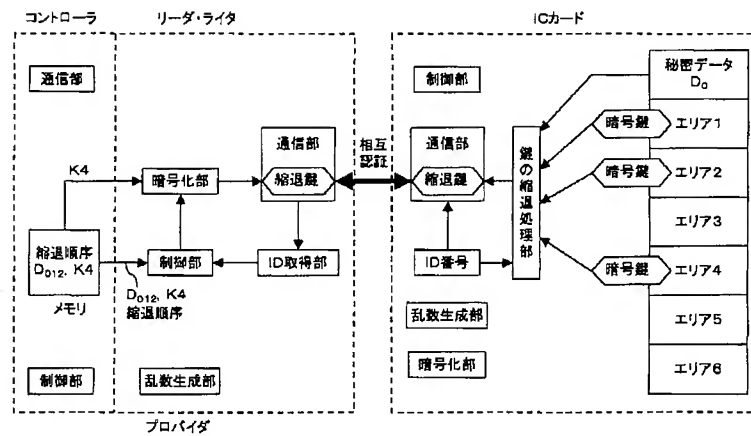 コントローラ
リーダ・ライタ
ICカード
通信部
制御部
秘密データ
D₀
通信部
縮退鍵
相互
認証
通信部
縮退鍵
鍵の縮退処理部
暗号鍵
エリア1
K4
暗号化部
暗号鍵
エリア2
エリア3
縮退順序
D₀₁₂, K4
メモリ
制御部
ID取得部
ID番号
暗号鍵
エリア4
D₀₁₂, K4
縮退順序
乱数生成部
エリア5
制御部
乱数生成部
暗号化部
エリア6
プロバイダ